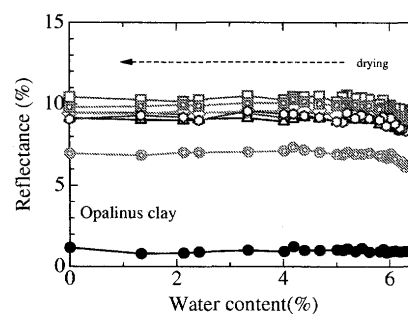 15
drying
10
Reflectance (%)
5
Opalinus clay
0
0 2 4 6
Water content(%)